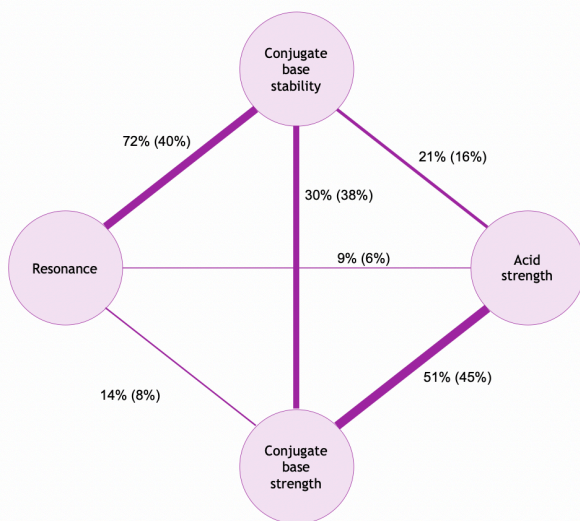 Conjugate
base
stability
72% (40%)
21% (16%)
30% (38%)
Resonance
9% (6%)
Acid
strength
14% (8%)
51% (45%)
Conjugate
base
strength